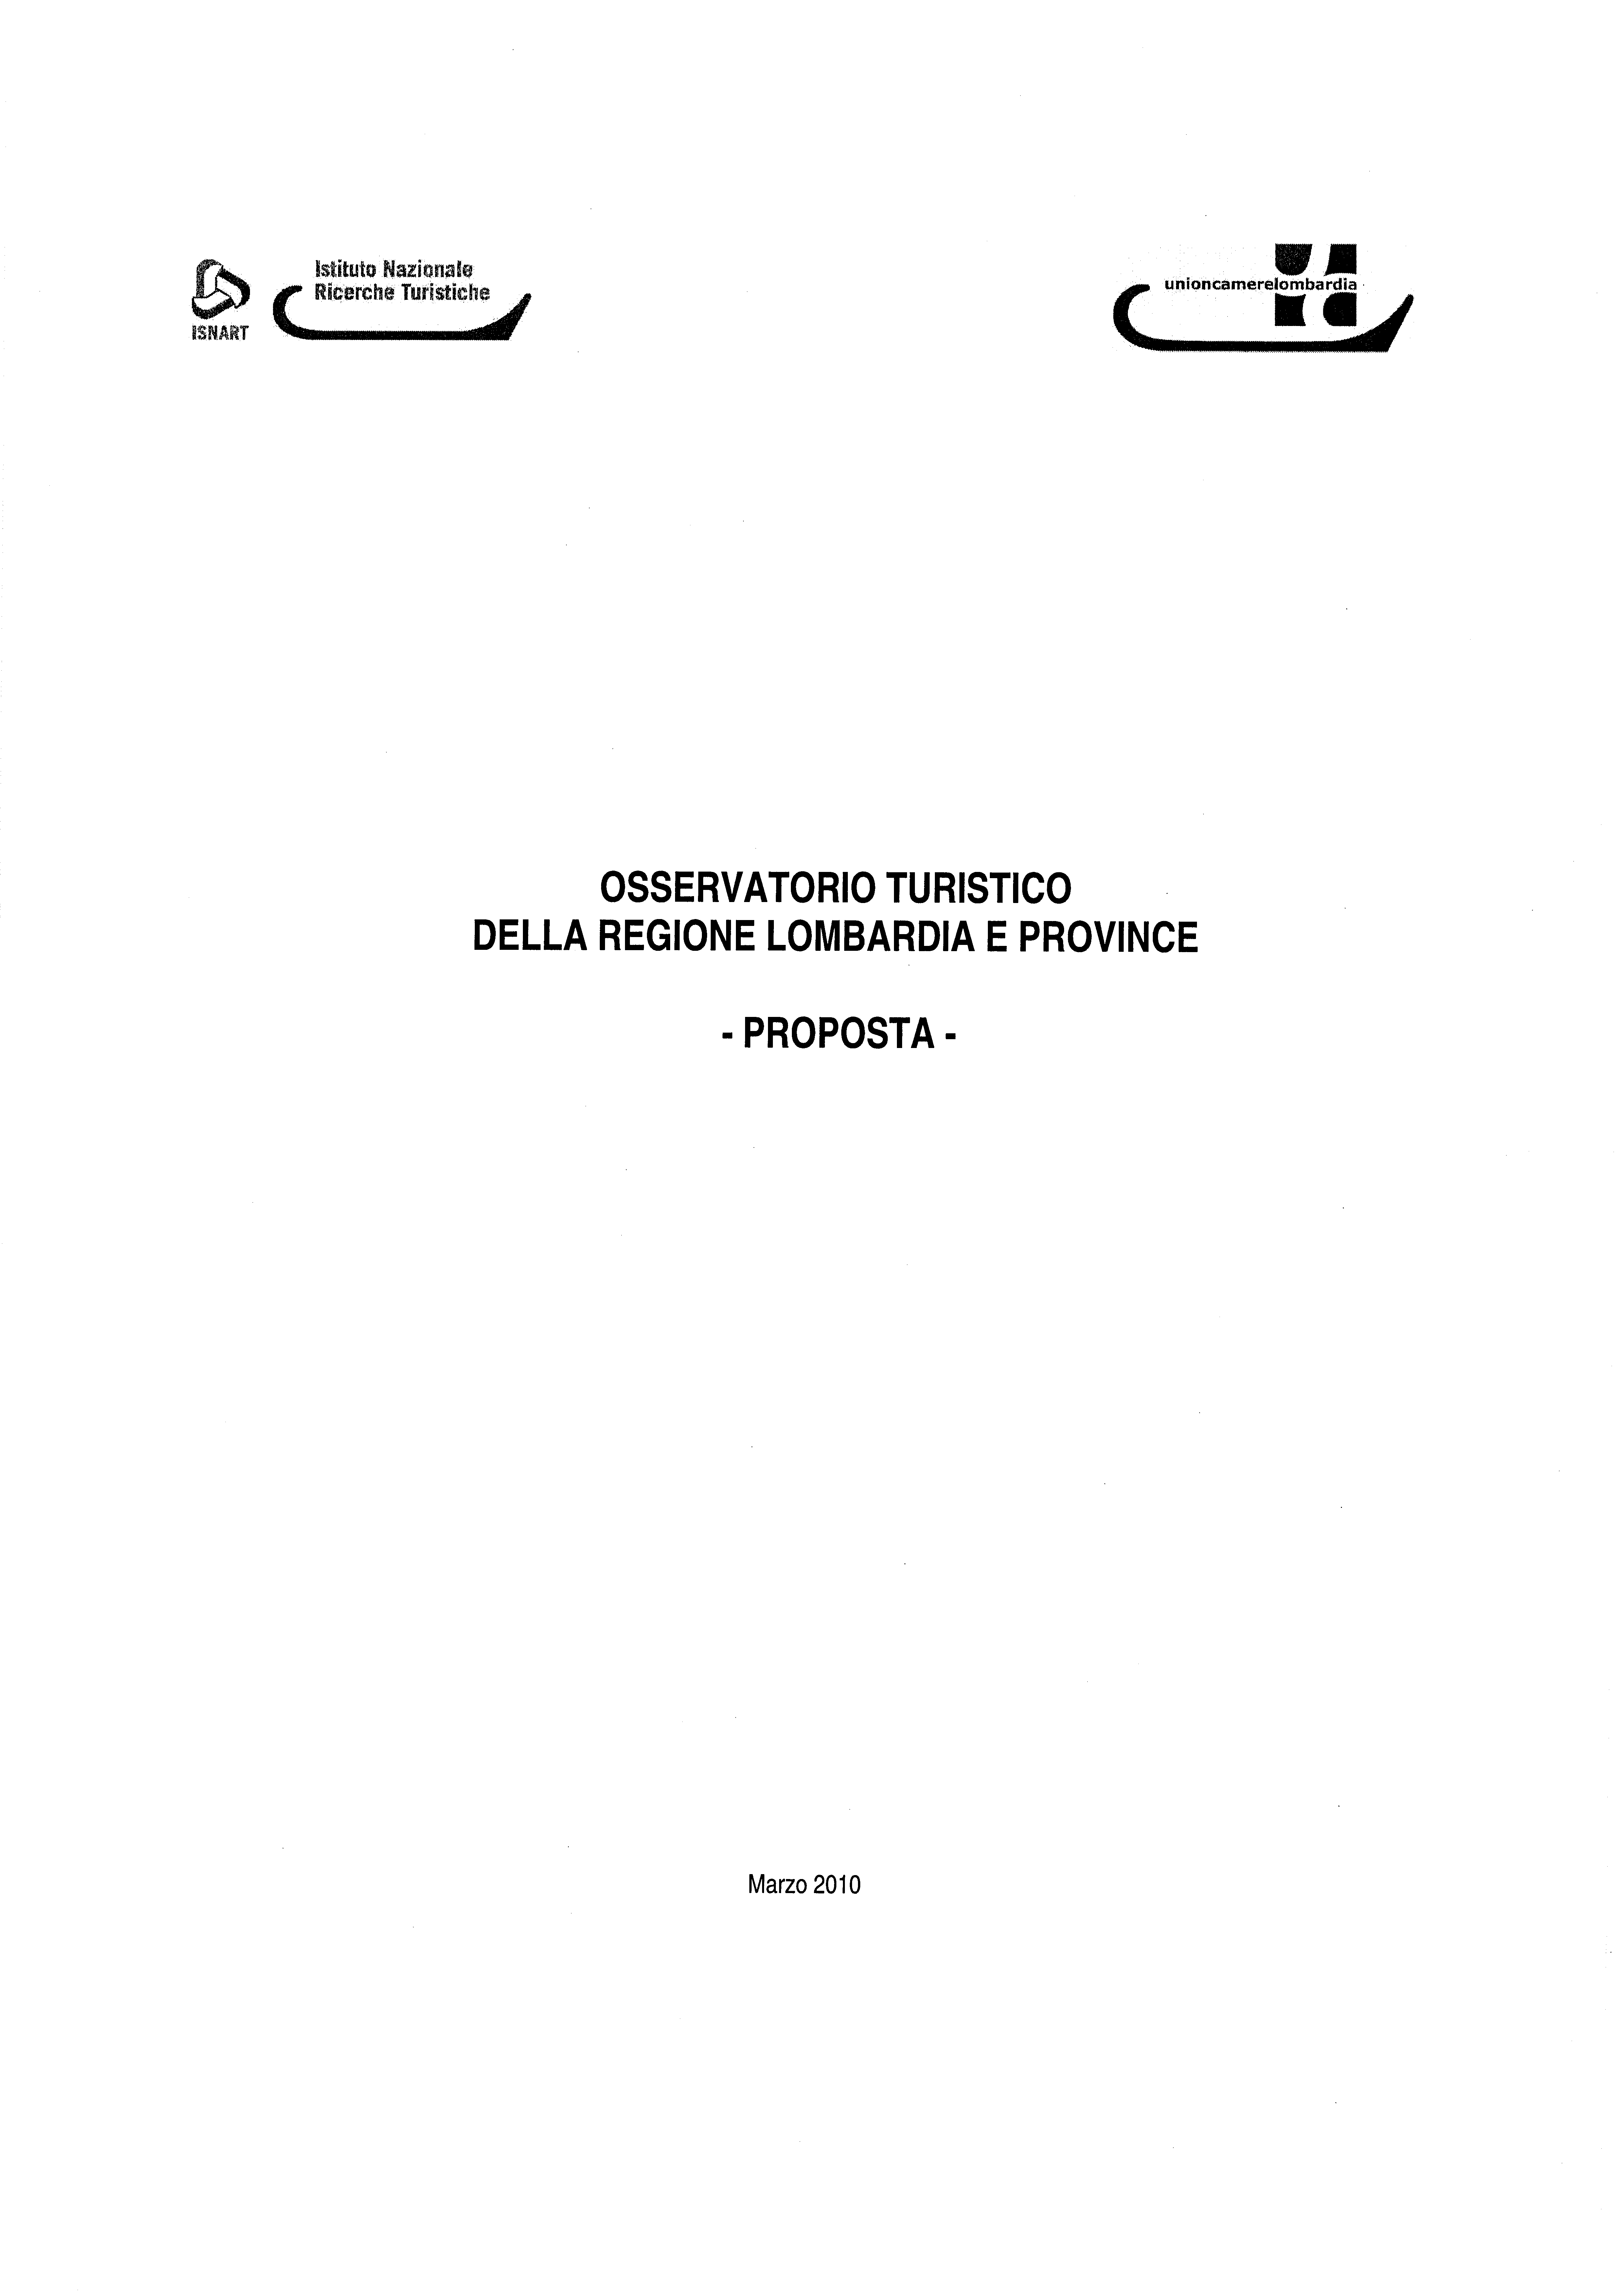 Istituto Nazionale
Ricerche Turistiche
ISNART
unioncamerelombardia
OSSERVATORIO TURISTICO
DELLA REGIONE LOMBARDIA E PROVINCE
- PROPOSTA -
Marzo 2010